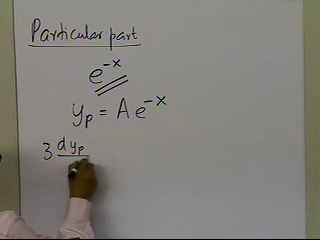 Particular part
e^{-x}
y_p = A e^{-x}
3 dy_p